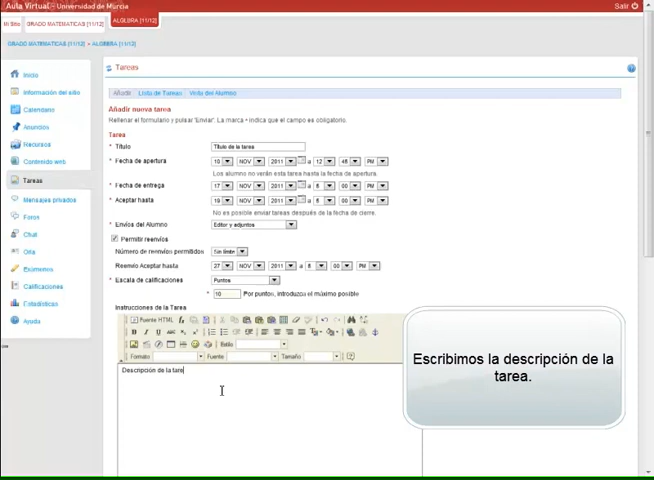 Aula Virtual - Universidad de Murcia
Salir
Mi Sitio
GRADO MATEMATICAS [11/12]
ALGEBRA [11/12]
GRADO MATEMATICAS [11/12] > ALGEBRA [11/12]
Inicio
Información del sitio
Calendario
Anuncios
Recursos
Contenido web
Tareas
Mensajes privados
Foros
Chat
Exámenes
Calificaciones
Estadísticas
Ayuda
Tareas
Añadir
Lista de Tareas
Vista del Alumno
Añadir nueva tarea
Rellenar el formulario y pulsar 'Enviar'. La marca * indica que el campo es obligatorio.
Tarea
* Título Título de la tarea
* Fecha de apertura 10 NOV 2011 a 12 45 PM
Los alumno no verán esta tarea hasta la fecha de apertura.
* Fecha de entrega 17 NOV 2011 a 5 00 PM
* Aceptar hasta 19 NOV 2011 a 5 00 PM
No es posible enviar tareas después de la fecha de cierre.
* Envíos del Alumno Editor y adjuntos
Permitir reenvíos
Número de reenvíos permitidos Sin límite
Reenvío Aceptar hasta 27 NOV 2011 a 5 00 PM
* Escala de calificaciones Puntos
* 10 Por puntos, introduzca el máximo posible
Instrucciones de la Tarea
Fuente HTML
Estilo
Formato Fuente Tamaño
Descripción de la tare
Escribimos la descripción de la
tarea.